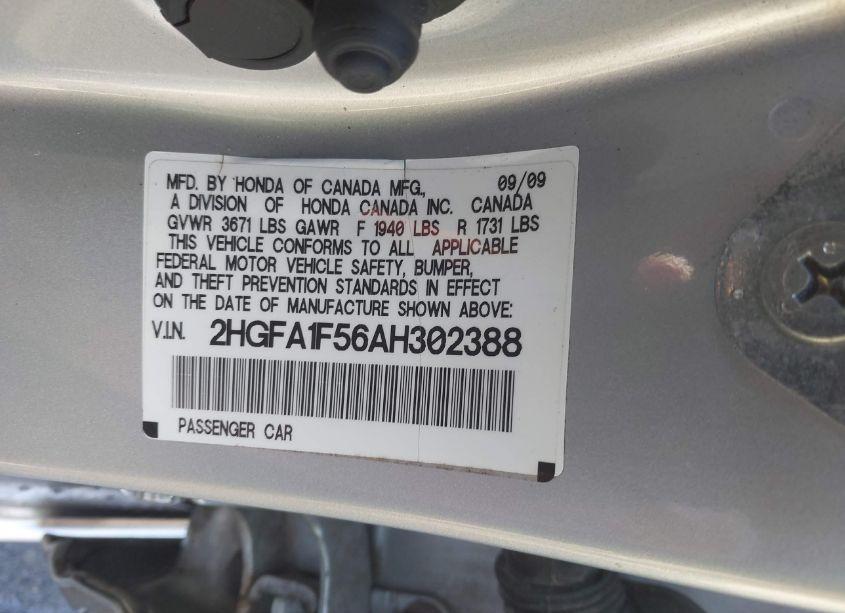 MFD. BY HONDA OF CANADA MFG., 09/09
A DIVISION OF HONDA CANADA INC. CANADA
GVWR 3671 LBS GAWR F 1940 LBS R 1731 LBS
THIS VEHICLE CONFORMS TO ALL APPLICABLE
FEDERAL MOTOR VEHICLE SAFETY, BUMPER,
AND THEFT PREVENTION STANDARDS IN EFFECT
ON THE DATE OF MANUFACTURE SHOWN ABOVE:
V.I.N. 2HGFA1F56AH302388
PASSENGER CAR